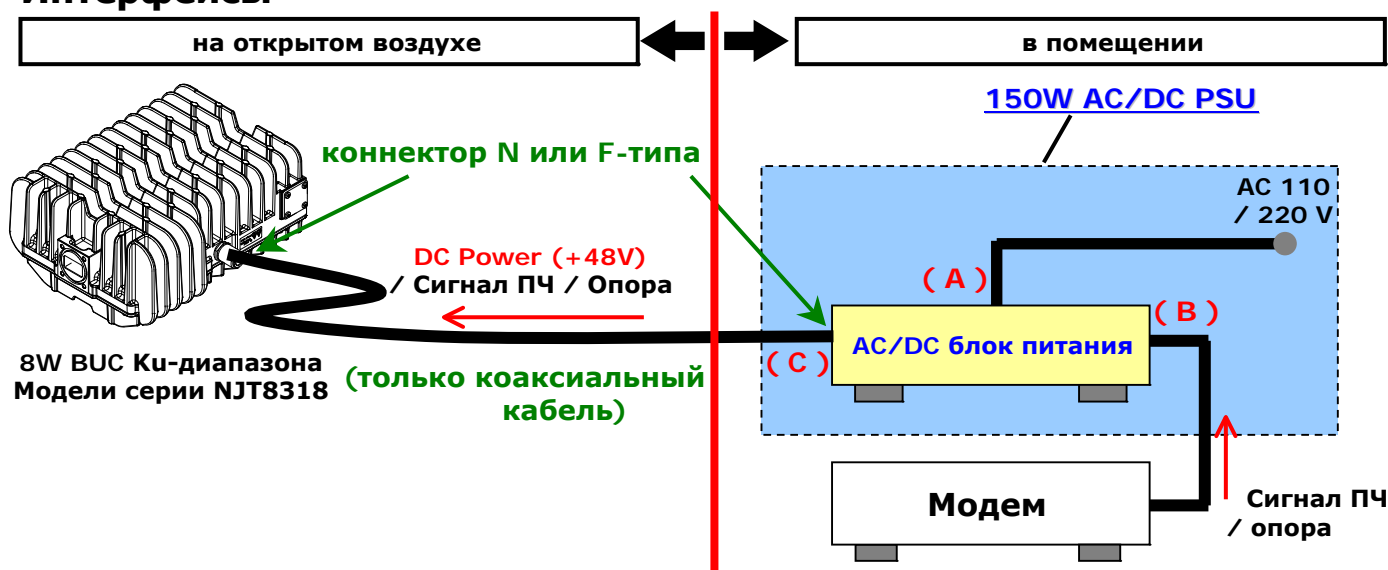 Интерфейсы
на открытом воздухе
в помещении
150W AC/DC PSU
коннектор N или F-типа
AC 110
/ 220 V
DC Power (+48V)
/ Сигнал ПЧ / Опора
( A )
( B )
( C )
AC/DC блок питания
8W BUC Ku-диапазона
Модели серии NJT8318
(только коаксиальный
кабель)
Модем
Сигнал ПЧ
/ опора